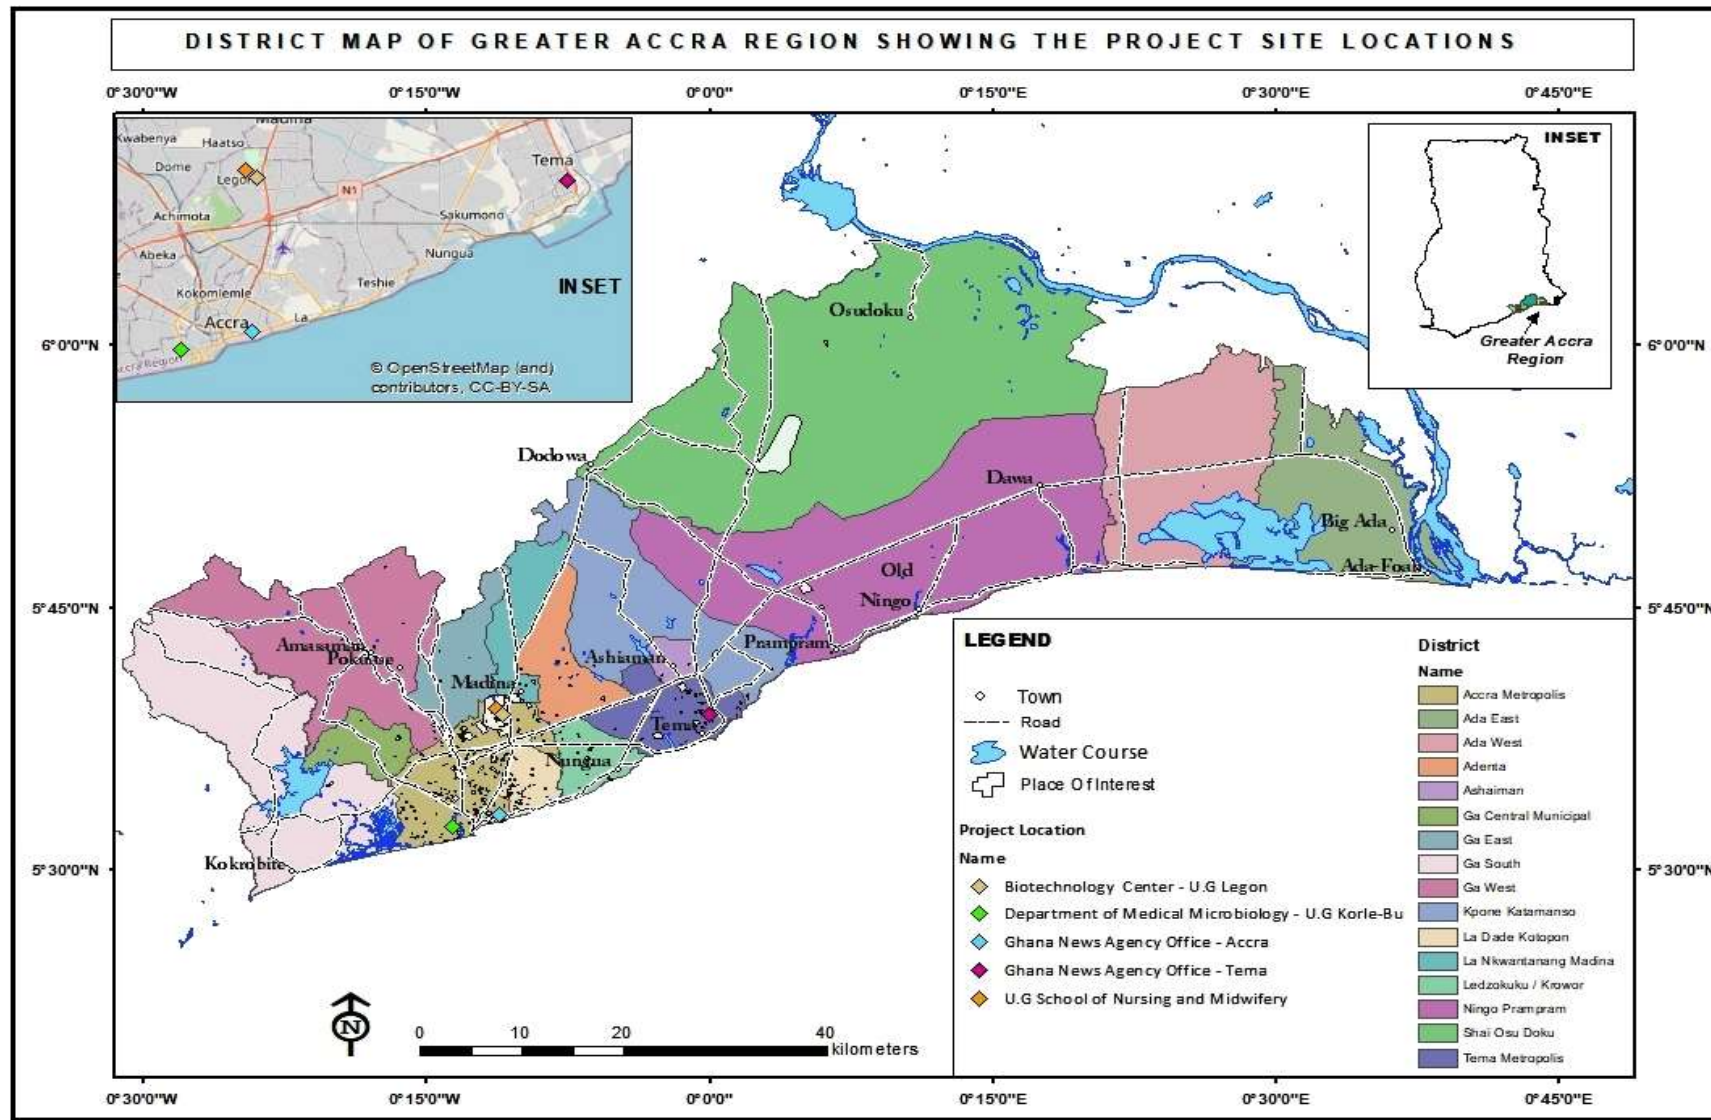 DISTRICT MAP OF GREATER ACCRA REGION SHOWING THE PROJECT SITE LOCATIONS
0°30'0"W 0°15'0"W 0°0'0" 0°15'0"E 0°30'0"E 0°45'0"E
Madina
Kwabenya
Haatso
Dome
Legon
Tema
N1
Achimota
Sakumono
Abeka
Nungua
Kokomlemle
Teshie
INSET
Accra
La
© OpenStreetMap (and)
contributors, CC-BY-SA
INSET
Greater Accra
Region
6°0'0"N 6°0'0"N
Osudoku
Dodowa
Dawa
Big Ada
Ada-Foah
Old
Ningo
5°45'0"N 5°45'0"N
Prampram
Amasaman
Pokuase
Ashiaman
Madina
Tema
Nungua
Kokrobite
5°30'0"N 5°30'0"N
LEGEND
Town
Road
Water Course
Place Of Interest
Project Location
Name
Biotechnology Center - U.G Legon
Department of Medical Microbiology - U.G Korle-Bu
Ghana News Agency Office - Accra
Ghana News Agency Office - Tema
U.G School of Nursing and Midwifery
District
Name
Accra Metropolis
Ada East
Ada West
Adenta
Ashaiman
Ga Central Municipal
Ga East
Ga South
Ga West
Kpone Katamanso
La Dade Kotopon
La Nkwantanang Madina
Ledzokuku / Krowor
Ningo Prampram
Shai Osu Doku
Tema Metropolis
N
0 10 20 40
kilometers
0°30'0"W 0°15'0"W 0°0'0" 0°15'0"E 0°30'0"E 0°45'0"E